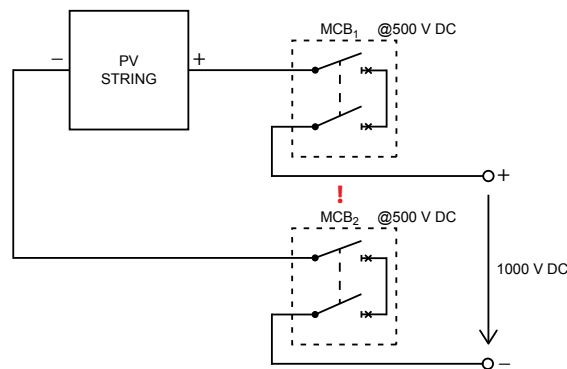 MCB₁ @500 V DC
− PV STRING +
+
!
MCB₂ @500 V DC
1000 V DC
−